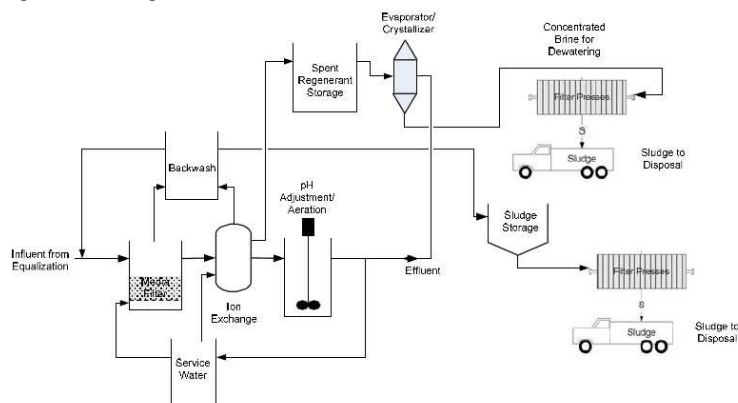 Evaporator/
Crystallizer
Concentrated
Brine for
Dewatering
Spent
Regenerant
Storage
Filter Presses
S
Sludge
Sludge to
Disposal
Backwash
pH
Adjustment/
Aeration
Sludge
Storage
Influent from
Equalization
Media
Filter
Ion
Exchange
Effluent
Filter Presses
S
Sludge
Sludge to
Disposal
Service
Water